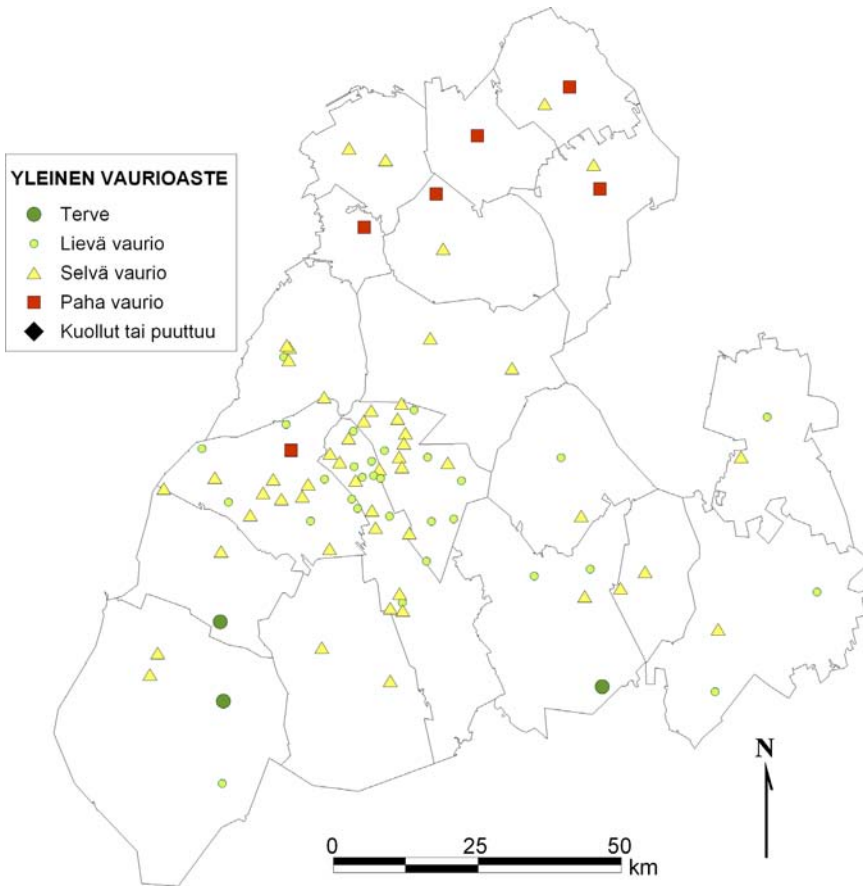 YLEINEN VAURIOASTE
Terve
Lievä vaurio
Selvä vaurio
Paha vaurio
Kuollut tai puuttuu
N
0 25 50
km